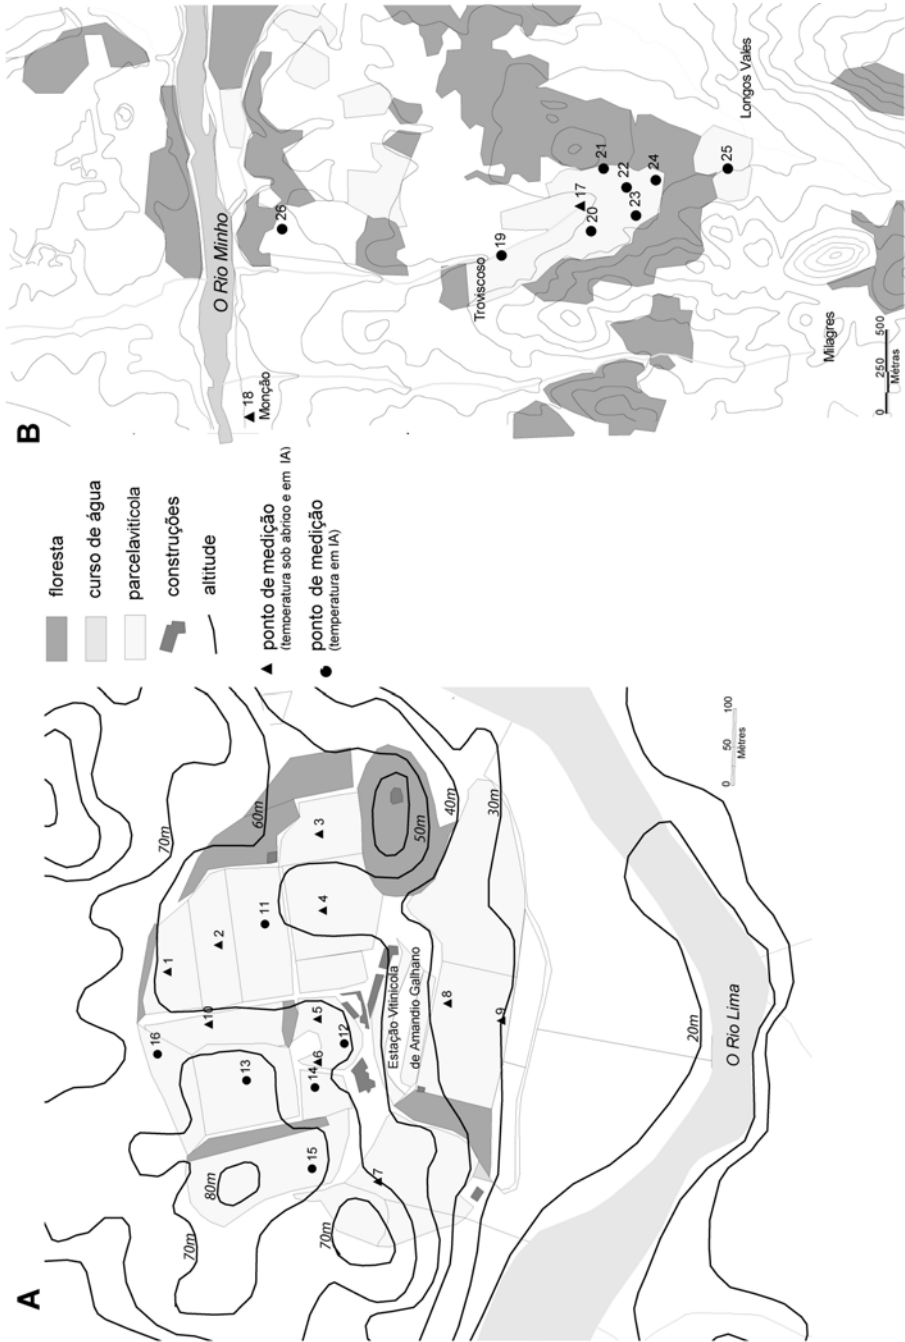 A
70m
80m
70m
70m
60m
50m
40m
30m
20m
1
2
3
4
5
6
7
8
9
10
11
12
13
14
15
16
Estação Vitinícola
de Amandio Galhano
O Rio Lima
0 50 100
Mètres
floresta
curso de água
parcelavitícola
construções
altitude
ponto de medição
(temperatura sob abrigo e em IA)
ponto de medição
(temperatura em IA)
B
O Rio Minho
18
Monção
26
19
Troviscoso
17
20
21
22
23
24
25
Longos Vales
Milagres
0 250 500
Métras